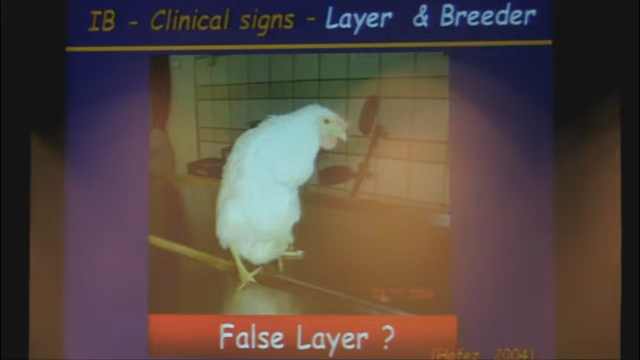 IB - Clinical signs - Layer & Breeder
False Layer ?
(Hafez, 2004)